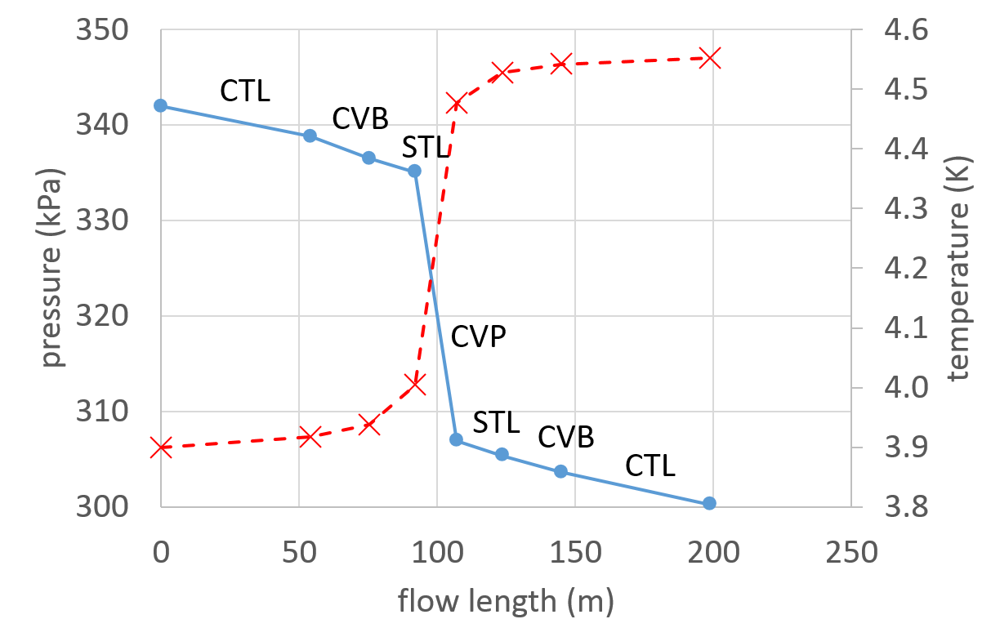 350
340
330
320
310
300
pressure (kPa)
4.6
4.5
4.4
4.3
4.2
4.1
4.0
3.9
3.8
temperature (K)
CTL
CVB
STL
CVP
STL
CVB
CTL
0 50 100 150 200 250
flow length (m)